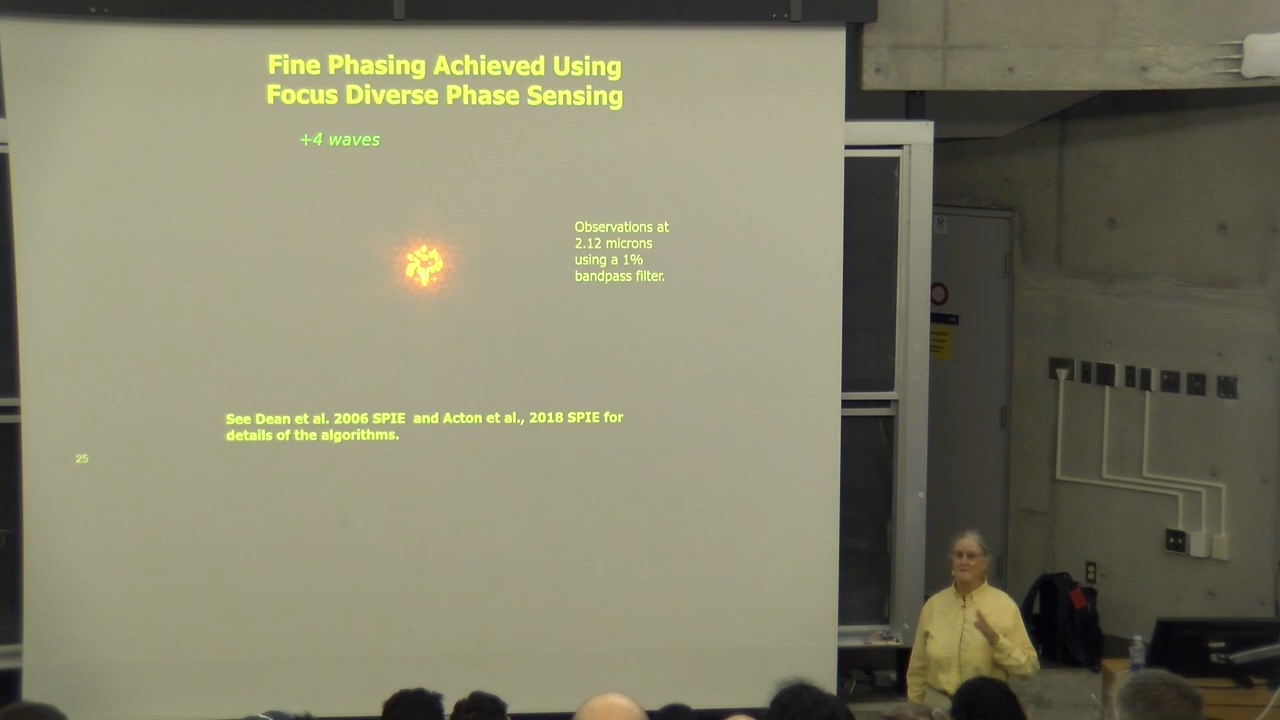 Fine Phasing Achieved Using
Focus Diverse Phase Sensing
+4 waves
Observations at
2.12 microns
using a 1%
bandpass filter.
See Dean et al. 2006 SPIE and Acton et al., 2018 SPIE for
details of the algorithms.
25